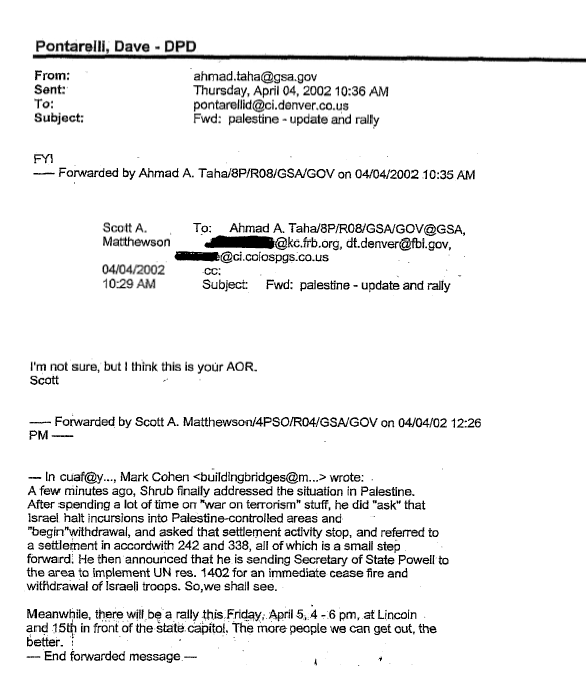 Pontarelli, Dave - DPD
From: ahmad.taha@gsa.gov
Sent: Thursday, April 04, 2002 10:36 AM
To: pontarellid@ci.denver.co.us
Subject: Fwd: palestine - update and rally
FYI
---- Forwarded by Ahmad A. Taha/8P/R08/GSA/GOV on 04/04/2002 10:35 AM
Scott A. To: Ahmad A. Taha/8P/R08/GSA/GOV@GSA,
Matthewson @kc.frb.org, dt.denver@fbi.gov,
@ci.colospgs.co.us
04/04/2002 cc:
10:29 AM Subject: Fwd: palestine - update and rally
I'm not sure, but I think this is your AOR.
Scott
---- Forwarded by Scott A. Matthewson/4PSO/R04/GSA/GOV on 04/04/02 12:26
PM ----
--- In cuaf@y..., Mark Cohen <buildingbridges@m...> wrote:
A few minutes ago, Shrub finally addressed the situation in Palestine.
After spending a lot of time on "war on terrorism" stuff, he did "ask" that
Israel halt incursions into Palestine-controlled areas and
"begin"withdrawal, and asked that settlement activity stop, and referred to
a settlement in accordwith 242 and 338, all of which is a small step
forward. He then announced that he is sending Secretary of State Powell to
the area to implement UN res. 1402 for an immediate cease fire and
withdrawal of Israeli troops. So,we shall see.
Meanwhile, there will be a rally this Friday, April 5, 4 - 6 pm, at Lincoln
and 15th in front of the state capitol. The more people we can get out, the
better.
--- End forwarded message ---